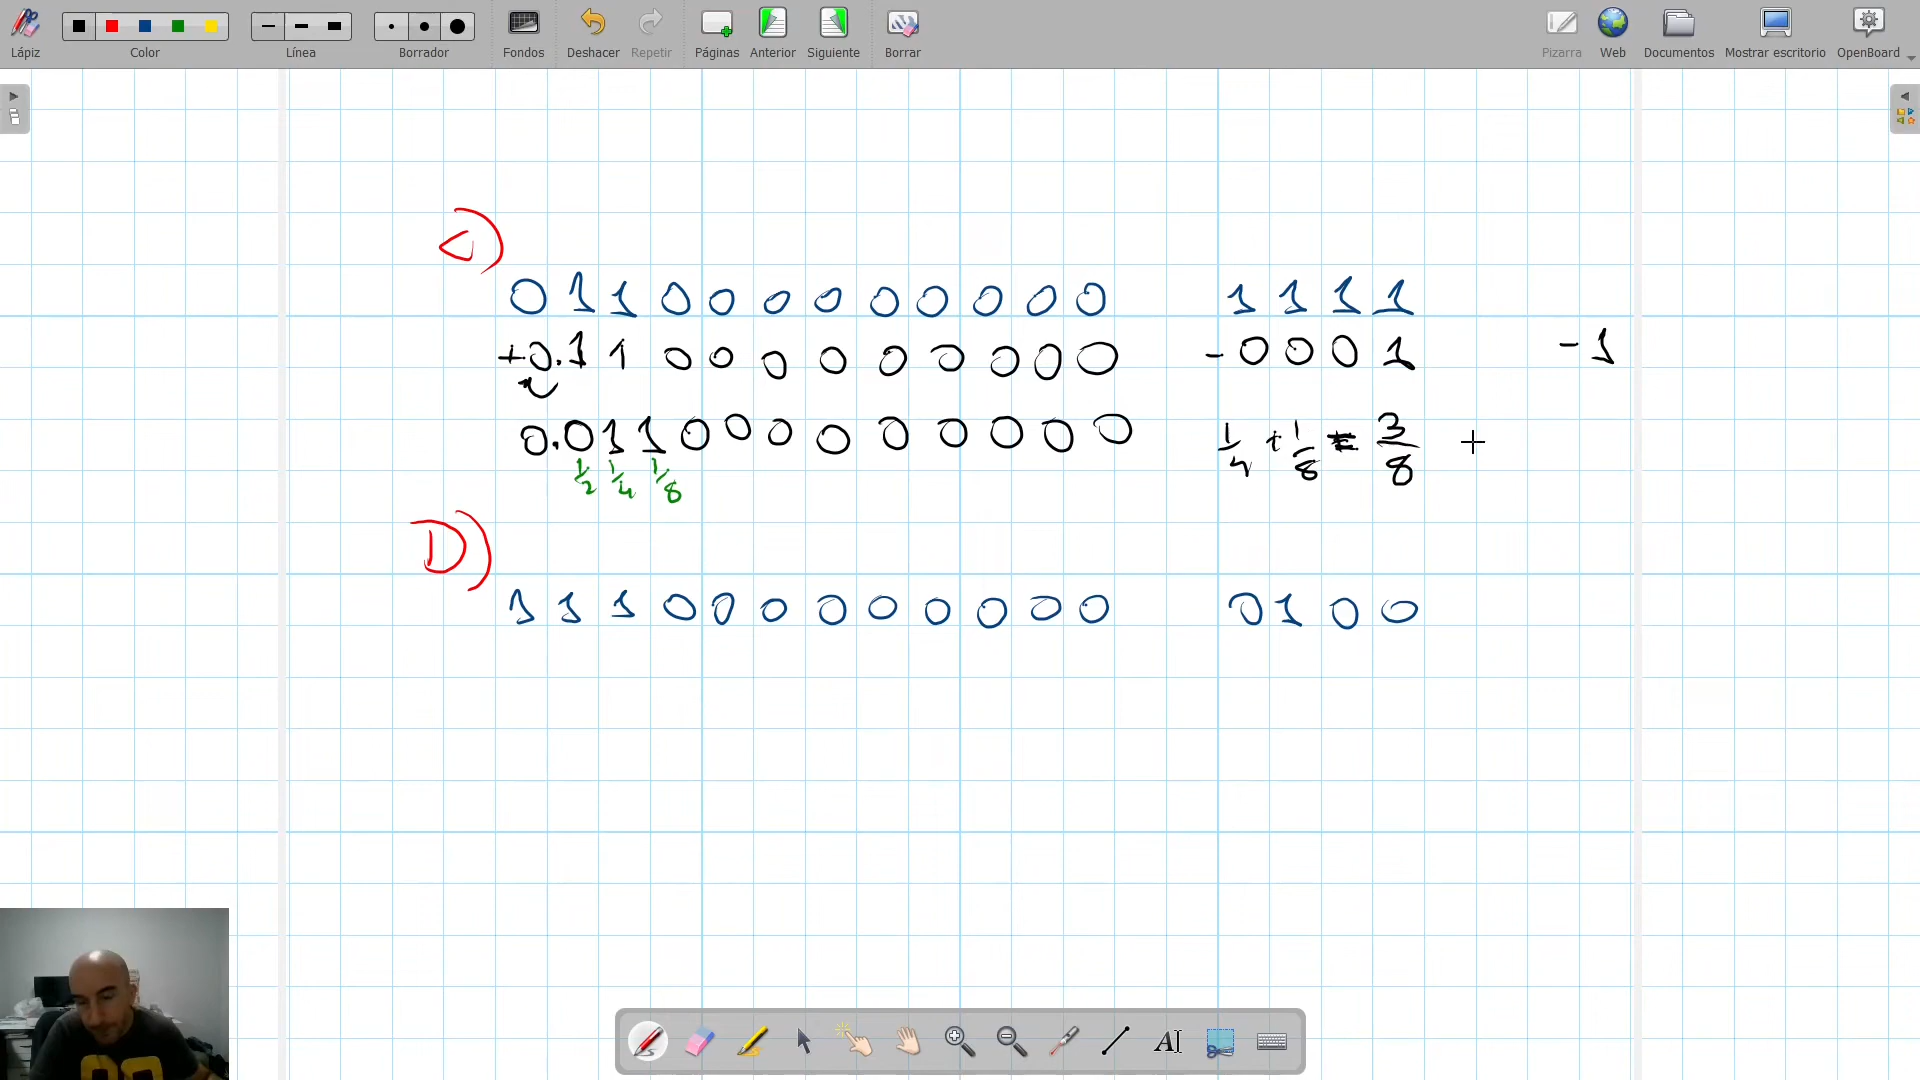 Lápiz Color Línea Borrador Fondos Deshacer Repetir Páginas Anterior Siguiente Borrar Pizarra Web Documentos Mostrar escritorio OpenBoard
C)
0 1 1 0 0 0 0 0 0 0 0 0 1 1 1 1
+0.1 1 0 0 0 0 0 0 0 0 0 -0 0 0 1 -1
0.0 1 1 0 0 0 0 0 0 0 0 0 1/4 + 1/8 = 3/8
1/2 1/4 1/8
D)
1 1 1 0 0 0 0 0 0 0 0 0 0 1 0 0